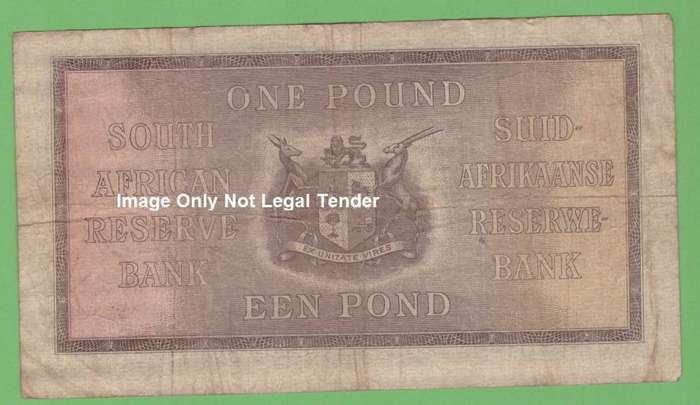 ONE POUND
SOUTH
AFRICAN
RESERVE
BANK
SUID-
AFRIKAANSE
RESERWE-
BANK
Image Only Not Legal Tender
EX UNITATE VIRES
EEN POND